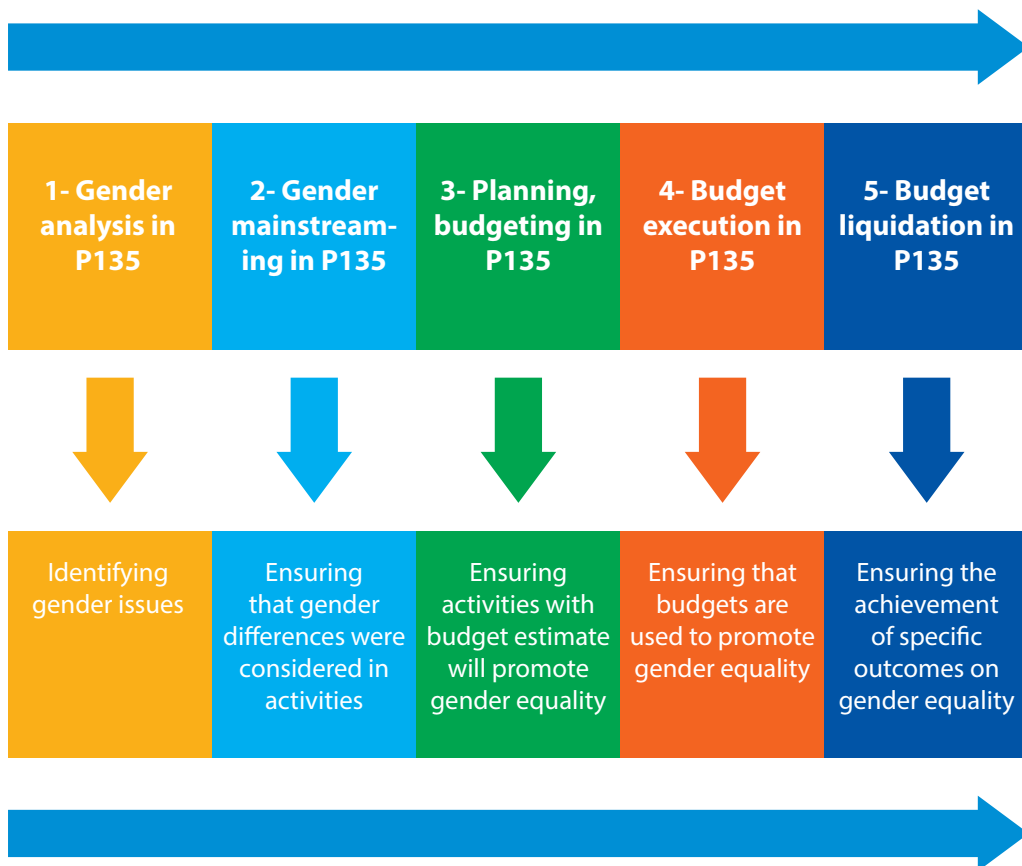 1- Gender
analysis in
P135
2- Gender
mainstream-
ing in P135
3- Planning,
budgeting in
P135
4- Budget
execution in
P135
5- Budget
liquidation in
P135
Identifying
gender issues
Ensuring
that gender
differences were
considered in
activities
Ensuring
activities with
budget estimate
will promote
gender equality
Ensuring that
budgets are
used to promote
gender equality
Ensuring the
achievement
of specific
outcomes on
gender equality